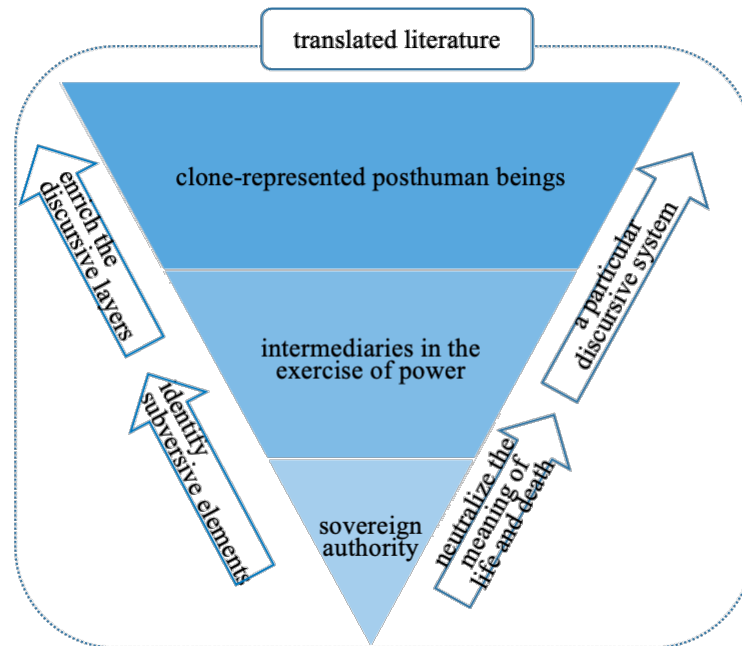 translated literature
clone-represented posthuman beings
enrich the
discursive layers
a particular
discursive system
intermediaries in the
exercise of power
identify
subversive elements
neutralize the
meaning of
life and death
sovereign
authority